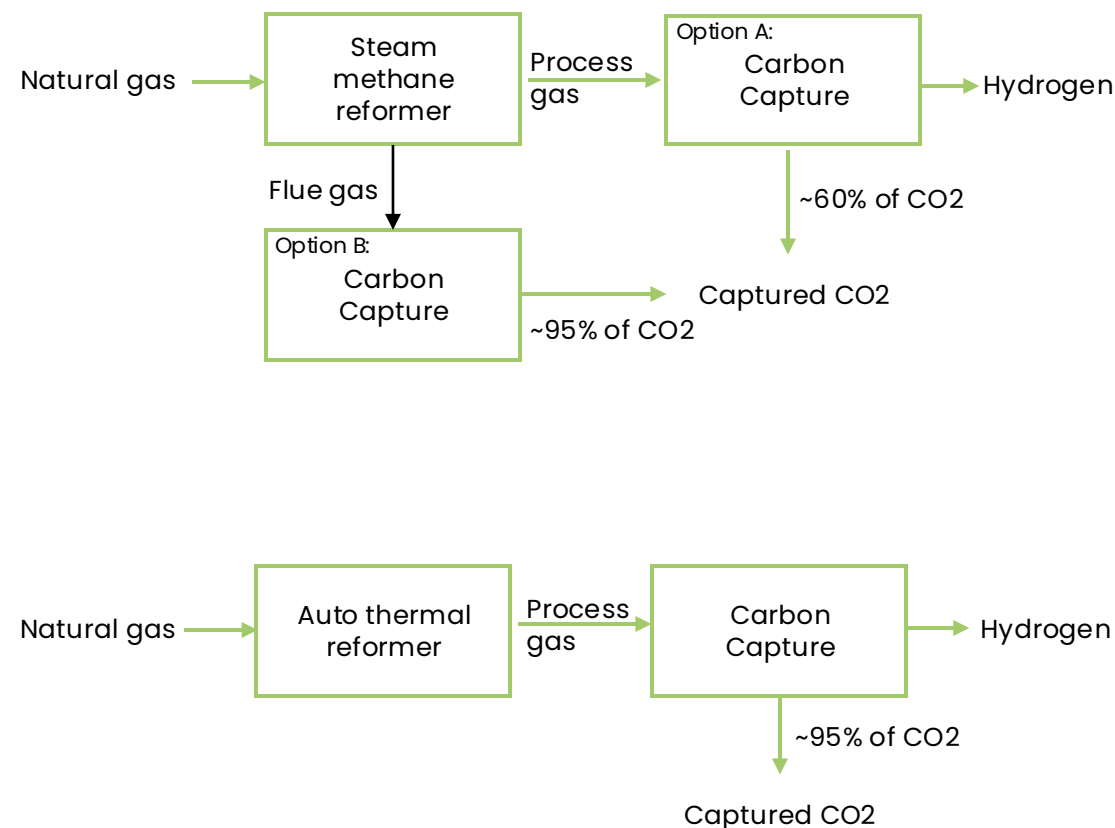 Natural gas
Steam
methane
reformer
Process
gas
Option A:
Carbon
Capture
Hydrogen
Flue gas
~60% of CO2
Option B:
Carbon
Capture
~95% of CO2
Captured CO2
Natural gas
Auto thermal
reformer
Process
gas
Carbon
Capture
Hydrogen
~95% of CO2
Captured CO2